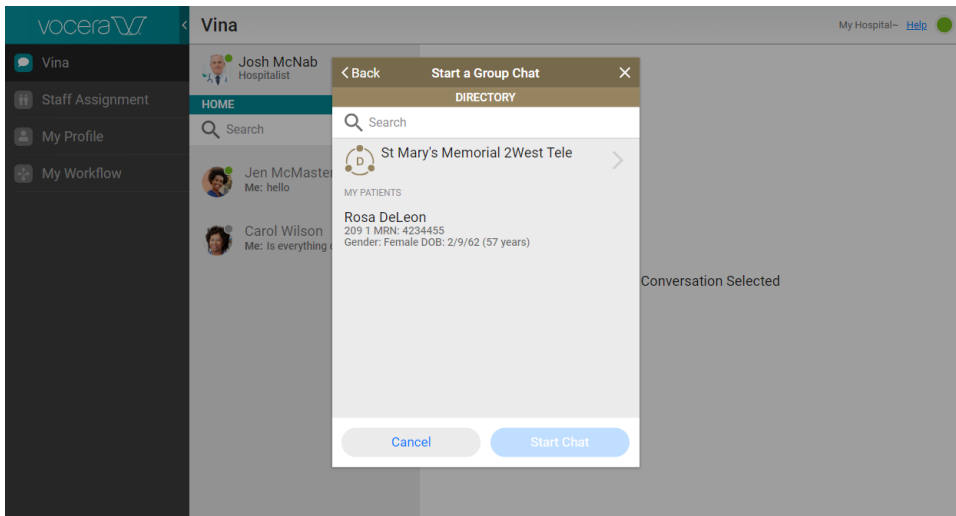 vocera
Vina
My Hospital~ Help
Vina
Staff Assignment
My Profile
My Workflow
Josh McNab
Hospitalist
HOME
Search
Jen McMaster
Me: hello
Carol Wilson
Me: Is everything
Back
Start a Group Chat
DIRECTORY
Search
D
St Mary's Memorial 2West Tele
MY PATIENTS
Rosa DeLeon
209 1 MRN: 4234455
Gender: Female DOB: 2/9/62 (57 years)
Cancel
Start Chat
Conversation Selected